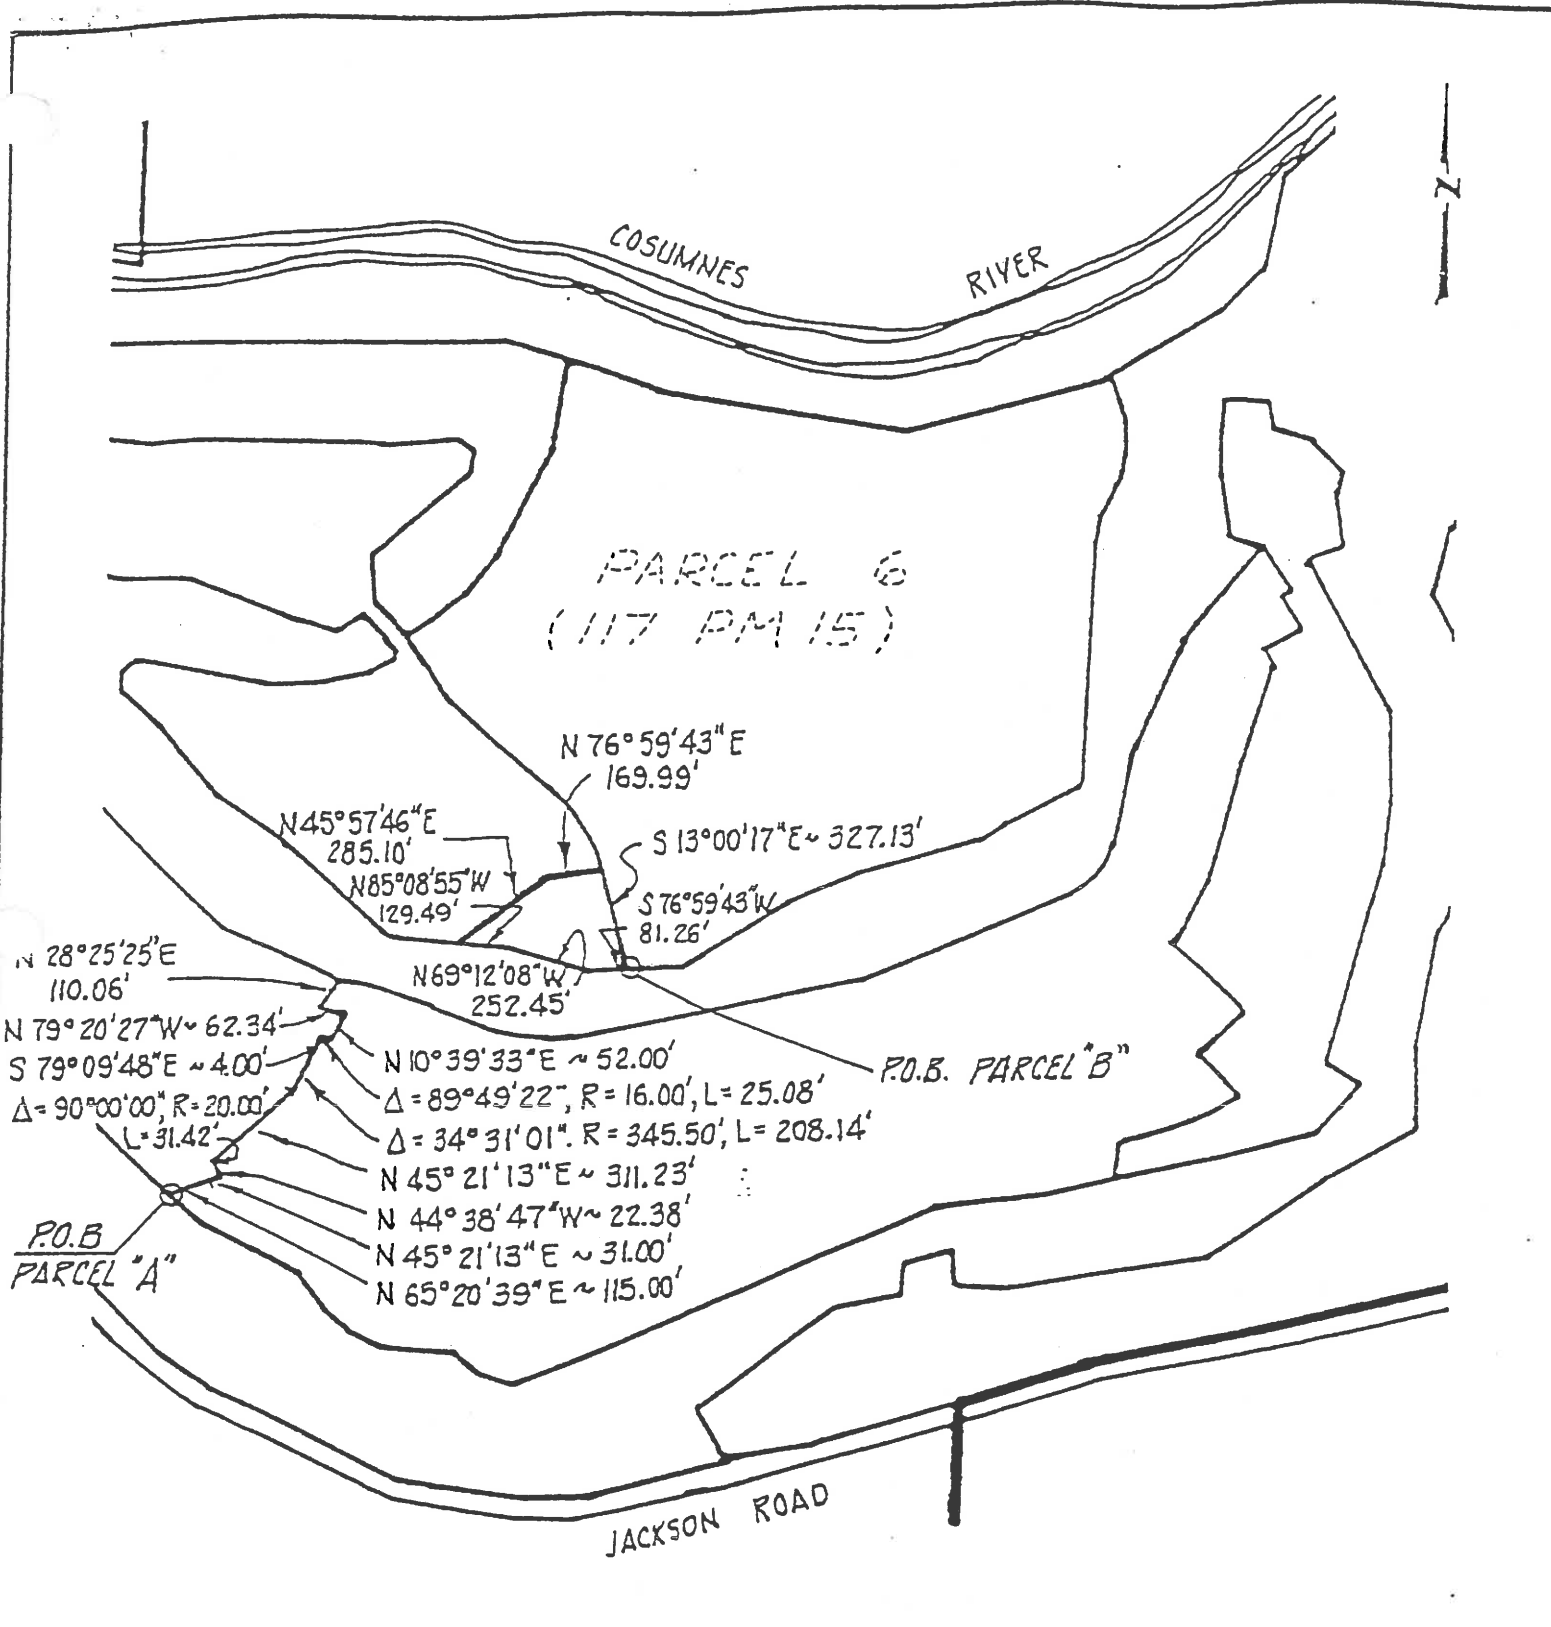 COSUMNES
RIVER
N
PARCEL 6
(117 PM 15)
N 76°59'43"E
169.99'
N 45°57'46"E
285.10'
S 13°00'17"E ~ 327.13'
N 85°08'55"W
129.49'
S 76°59'43"W
81.26'
N 28°25'25"E
110.06'
N 69°12'08"W
252.45'
N 79°20'27"W ~ 62.34'
S 79°09'48"E ~ 4.00'
Δ = 90°00'00", R = 20.00'
L = 31.42'
N 10°39'33"E ~ 52.00'
Δ = 89°49'22", R = 16.00', L = 25.08'
Δ = 34°31'01". R = 345.50', L = 208.14'
N 45°21'13"E ~ 311.23'
N 44°38'47"W ~ 22.38'
N 45°21'13"E ~ 31.00'
N 65°20'39"E ~ 115.00'
P.O.B. PARCEL "B"
P.O.B
PARCEL "A"
JACKSON ROAD